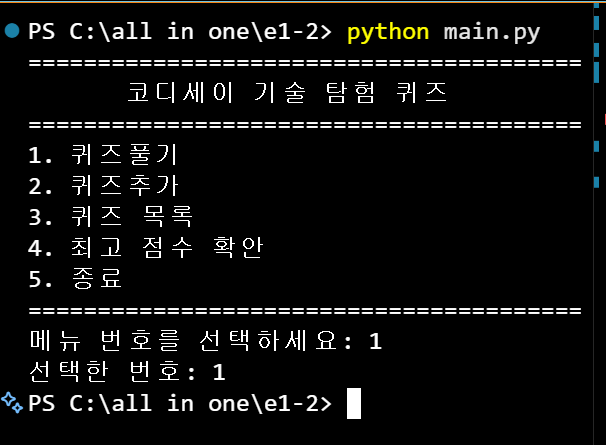 PS C:\all in one\e1-2> python main.py
========================================
코디세이 기술 탐험 퀴즈
========================================
1. 퀴즈풀기
2. 퀴즈추가
3. 퀴즈 목록
4. 최고 점수 확안
5. 종료
========================================
메뉴 번호를 선택하세요: 1
선택한 번호: 1
PS C:\all in one\e1-2>